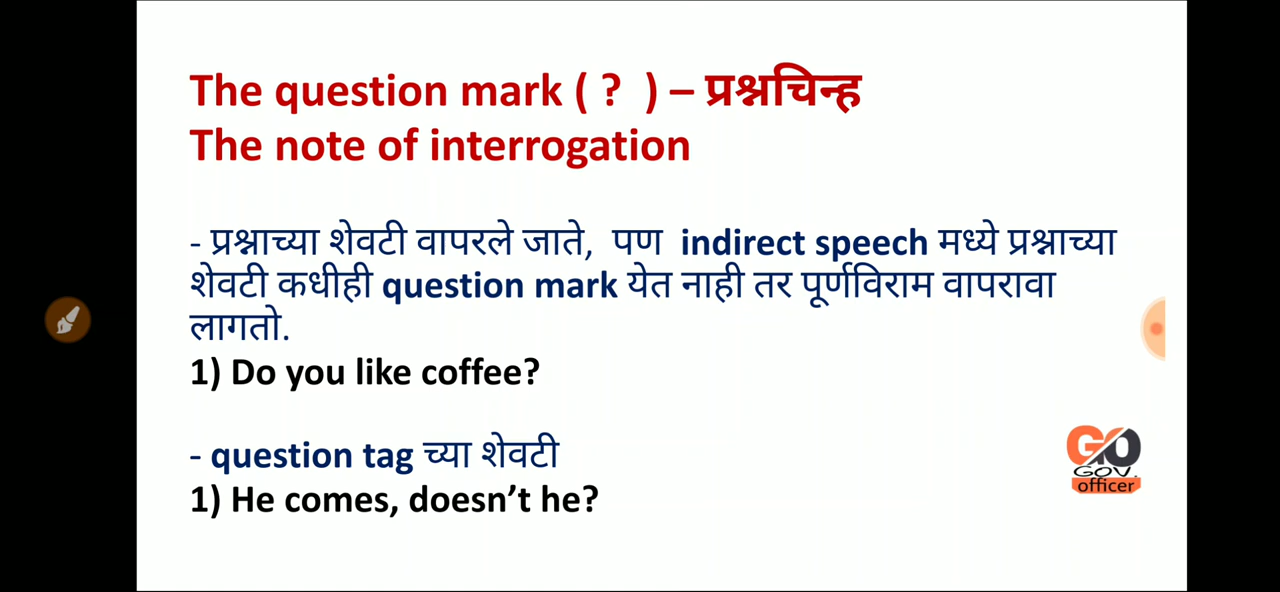 The question mark ( ? ) – प्रश्नचिन्ह
The note of interrogation
- प्रश्नाच्या शेवटी वापरले जाते, पण indirect speech मध्ये प्रश्नाच्या
शेवटी कधीही question mark येत नाही तर पूर्णविराम वापरावा
लागतो.
1) Do you like coffee?
- question tag च्या शेवटी
1) He comes, doesn’t he?
GO
GOV.
officer